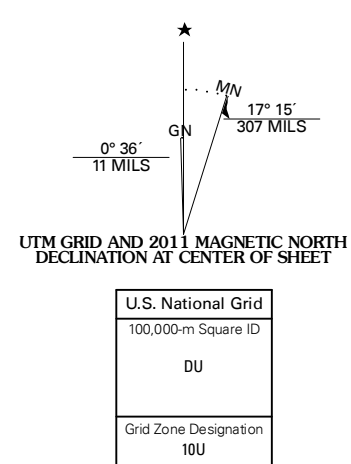 MN
GN
17° 15´
307 MILS
0° 36´
11 MILS
UTM GRID AND 2011 MAGNETIC NORTH
DECLINATION AT CENTER OF SHEET
U.S. National Grid
100,000-m Square ID
DU
Grid Zone Designation
10U